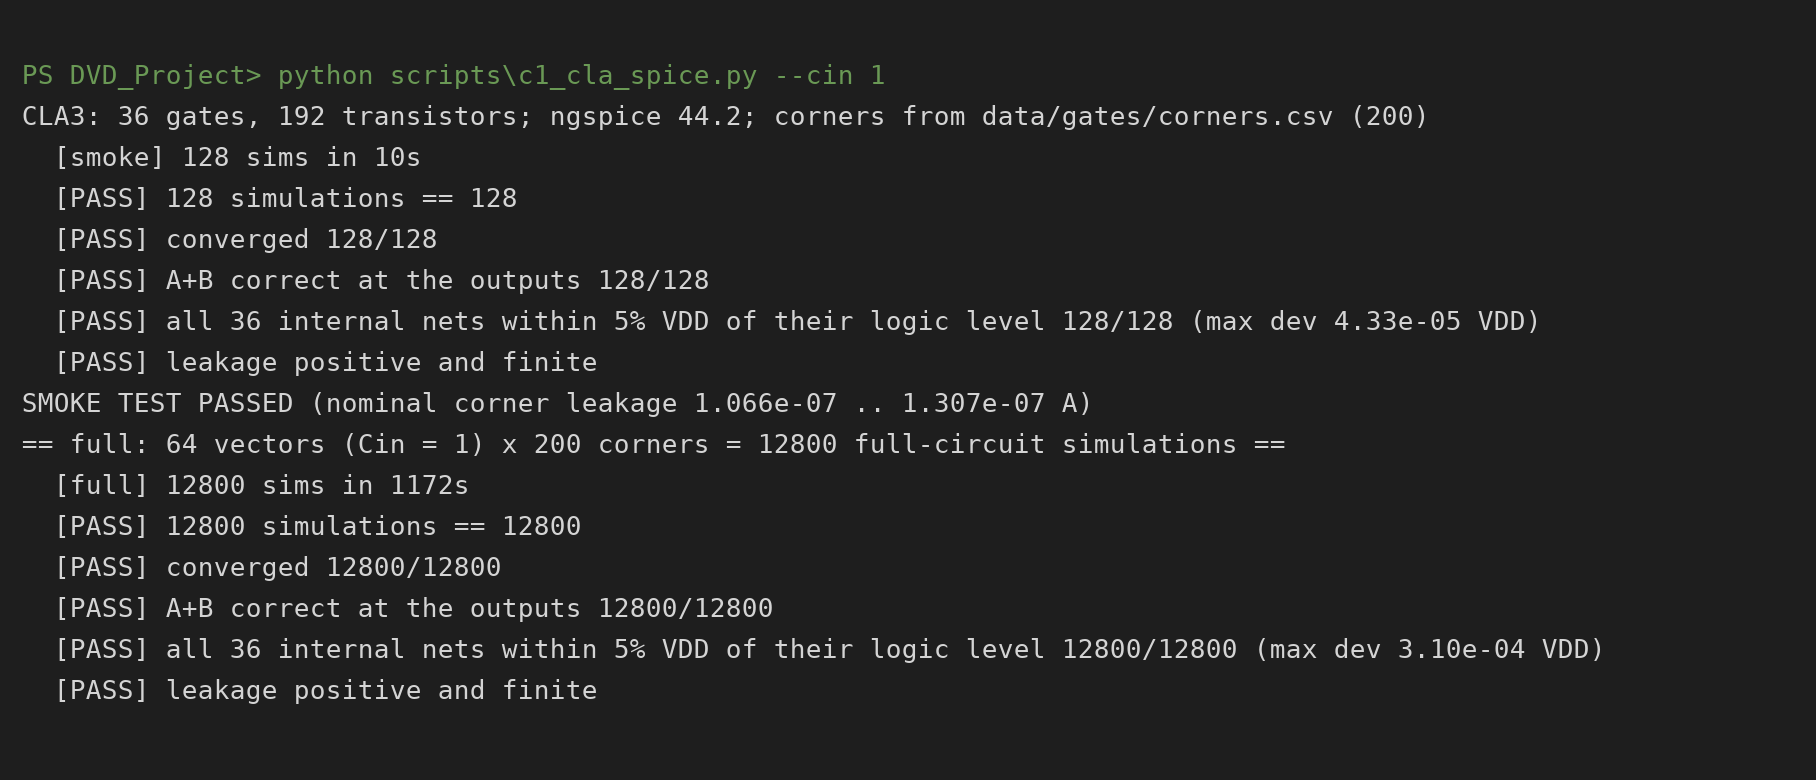 PS DVD_Project> python scripts\c1_cla_spice.py --cin 1
CLA3: 36 gates, 192 transistors; ngspice 44.2; corners from data/gates/corners.csv (200)
  [smoke] 128 sims in 10s
  [PASS] 128 simulations == 128
  [PASS] converged 128/128
  [PASS] A+B correct at the outputs 128/128
  [PASS] all 36 internal nets within 5% VDD of their logic level 128/128 (max dev 4.33e-05 VDD)
  [PASS] leakage positive and finite
SMOKE TEST PASSED (nominal corner leakage 1.066e-07 .. 1.307e-07 A)
== full: 64 vectors (Cin = 1) x 200 corners = 12800 full-circuit simulations ==
  [full] 12800 sims in 1172s
  [PASS] 12800 simulations == 12800
  [PASS] converged 12800/12800
  [PASS] A+B correct at the outputs 12800/12800
  [PASS] all 36 internal nets within 5% VDD of their logic level 12800/12800 (max dev 3.10e-04 VDD)
  [PASS] leakage positive and finite